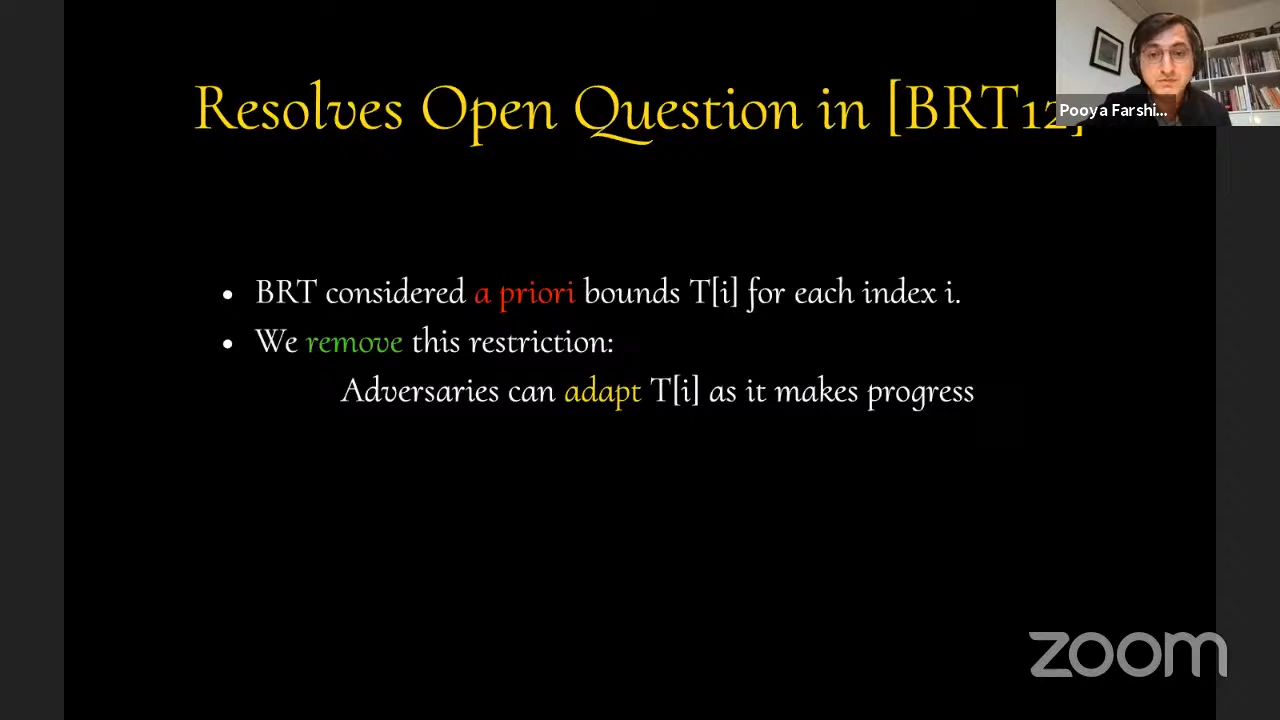 Resolves Open Question in [BRT12]
Pooya Farshi...
• BRT considered a priori bounds T[i] for each index i.
• We remove this restriction:
Adversaries can adapt T[i] as it makes progress
zoom